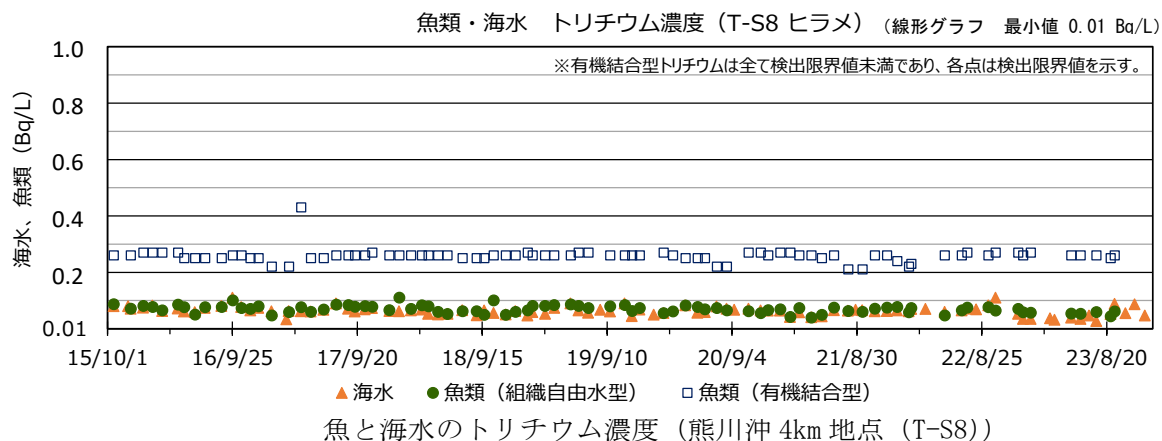 魚類・海水　トリチウム濃度（T-S8 ヒラメ）（線形グラフ　最小値 0.01 Bq/L）
※有機結合型トリチウムは全て検出限界値未満であり、各点は検出限界値を示す。
海水、魚類（Bq/L）
1.0
0.8
0.6
0.4
0.2
0.01
15/10/1 16/9/25 17/9/20 18/9/15 19/9/10 20/9/4 21/8/30 22/8/25 23/8/20
海水 魚類（組織自由水型） 魚類（有機結合型）
魚と海水のトリチウム濃度（熊川沖 4km 地点（T-S8））